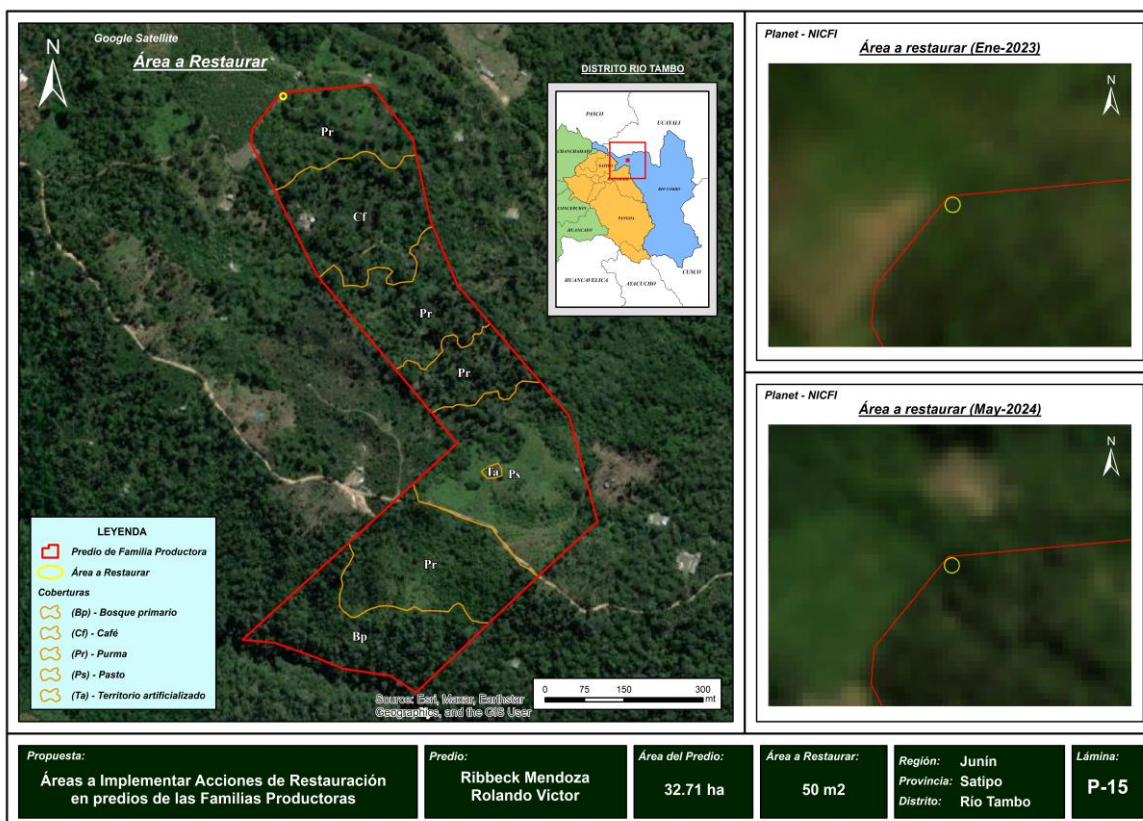 Google Satellite
Área a Restaurar
N
DISTRITO RIO TAMBO
PASCO
UCAYALI
CHANCHAMAYO
SATIPO
RIO TAMBO
CONCEPCIÓN
PANGOA
HUANCAYO
CUSCO
HUANCAVELICA
AYACUCHO
Pr
Cf
Pr
Pr
Ta
Ps
Pr
Bp
LEYENDA
Predio de Familia Productora
Área a Restaurar
Coberturas
(Bp) - Bosque primario
(Cf) - Café
(Pr) - Purma
(Ps) - Pasto
(Ta) - Territorio artificializado
Source: Esri, Maxar, Earthstar
Geographics, and the GIS User
0 75 150 300
mt
Planet - NICFI
Área a restaurar (Ene-2023)
N
Planet - NICFI
Área a restaurar (May-2024)
N
Propuesta:
Áreas a Implementar Acciones de Restauración
en predios de las Familias Productoras
Predio:
Ribbeck Mendoza
Rolando Victor
Área del Predio:
32.71 ha
Área a Restaurar:
50 m2
Región: Junín
Provincia: Satipo
Distrito: Río Tambo
Lámina:
P-15